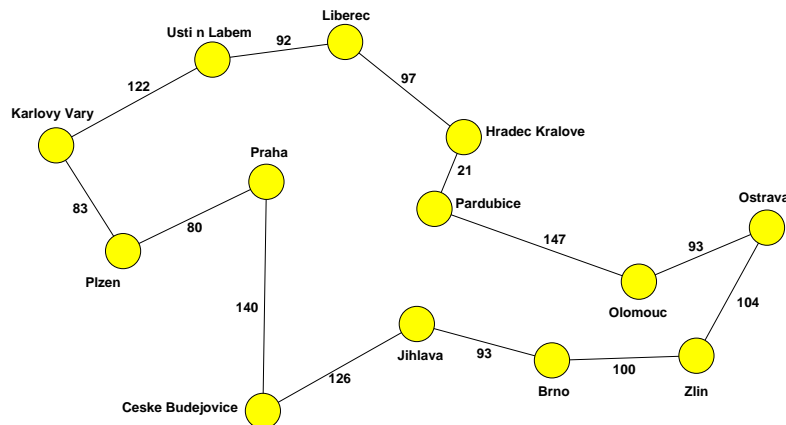 Liberec
Usti n Labem
92
97
122
Karlovy Vary
Hradec Kralove
Praha
21
Ostrava
Pardubice
83
80
147
93
Plzen
140
104
Olomouc
Jihlava
93
100
126
Brno
Zlin
Ceske Budejovice